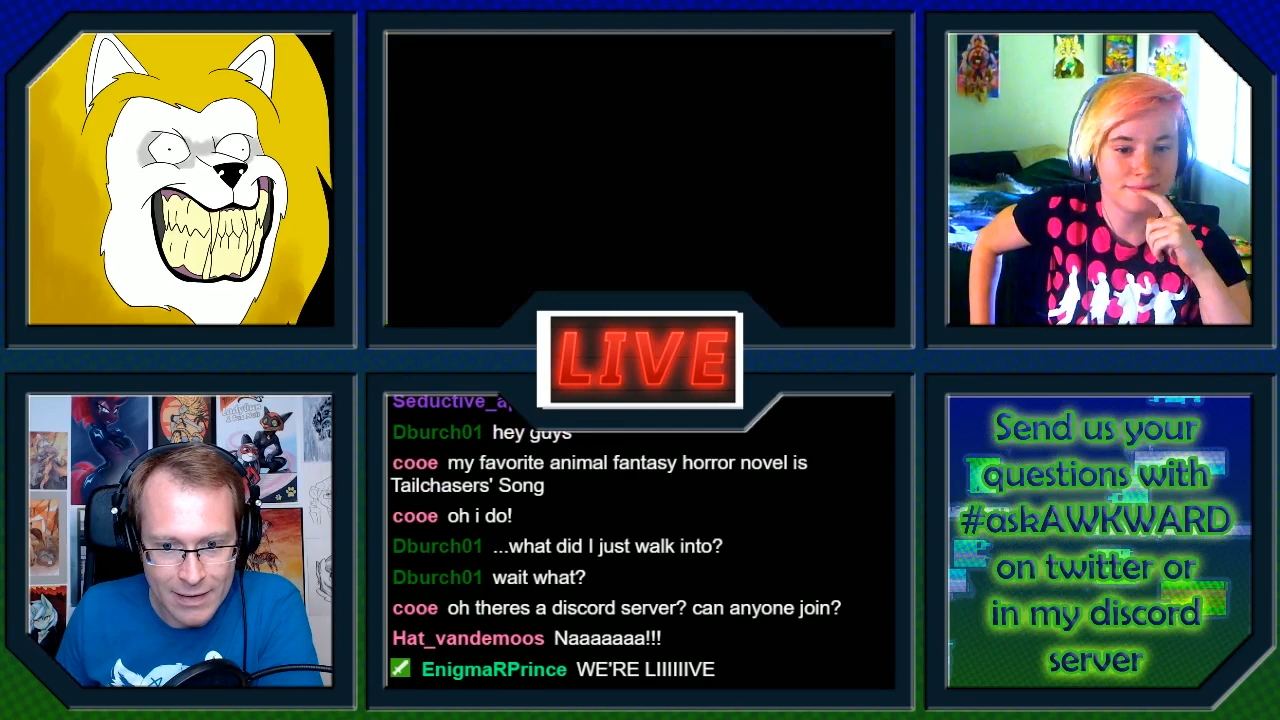 LIVE
Seductive_a
Dburch01 hey guys
cooe my favorite animal fantasy horror novel is
Tailchasers' Song
cooe oh i do!
Dburch01 ...what did I just walk into?
Dburch01 wait what?
cooe oh theres a discord server? can anyone join?
Hat_vandemoos Naaaaaaa!!!
EnigmaRPrince WE'RE LIIIIIIVE
Send us your
questions with
#askAWKWARD
on twitter or
in my discord
server